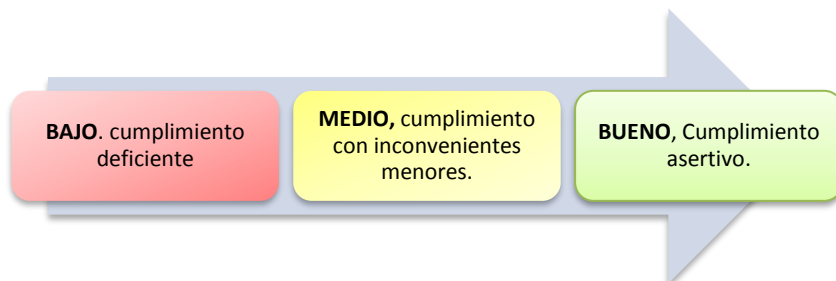 BAJO. cumplimiento
deficiente
MEDIO, cumplimiento
con inconvenientes
menores.
BUENO, Cumplimiento
asertivo.